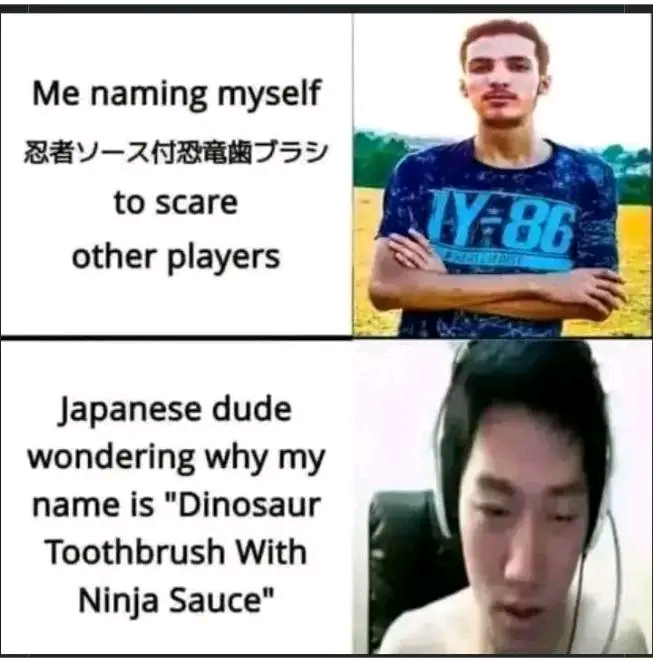 Me naming myself
忍者ソース付恐竜歯ブラシ
to scare
other players
IY-86
Japanese dude
wondering why my
name is "Dinosaur
Toothbrush With
Ninja Sauce"